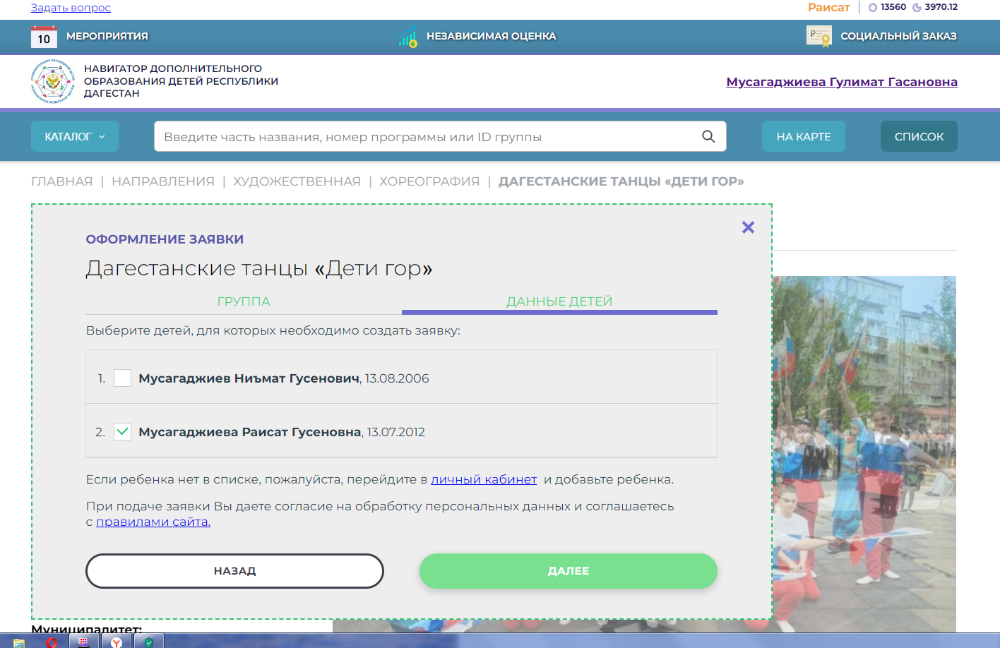 Задать вопрос
Раисат 13560 3970.12
10 МЕРОПРИЯТИЯ
НЕЗАВИСИМАЯ ОЦЕНКА
СОЦИАЛЬНЫЙ ЗАКАЗ
НАВИГАТОР ДОПОЛНИТЕЛЬНОГО
ОБРАЗОВАНИЯ ДЕТЕЙ РЕСПУБЛИКИ
ДАГЕСТАН
Мусагаджиева Гулимат Гасановна
КАТАЛОГ
Введите часть названия, номер программы или ID группы
НА КАРТЕ
СПИСОК
ГЛАВНАЯ | НАПРАВЛЕНИЯ | ХУДОЖЕСТВЕННАЯ | ХОРЕОГРАФИЯ | ДАГЕСТАНСКИЕ ТАНЦЫ «ДЕТИ ГОР»
ОФОРМЛЕНИЕ ЗАЯВКИ
Дагестанские танцы «Дети гор»
ГРУППА
ДАННЫЕ ДЕТЕЙ
Выберите детей, для которых необходимо создать заявку:
1. Мусагаджиев Ниъмат Гусенович, 13.08.2006
2. Мусагаджиева Раисат Гусеновна, 13.07.2012
Если ребенка нет в списке, пожалуйста, перейдите в личный кабинет и добавьте ребенка.
При подаче заявки Вы даете согласие на обработку персональных данных и соглашаетесь
с правилами сайта.
НАЗАД
ДАЛЕЕ
Муниципалитет: